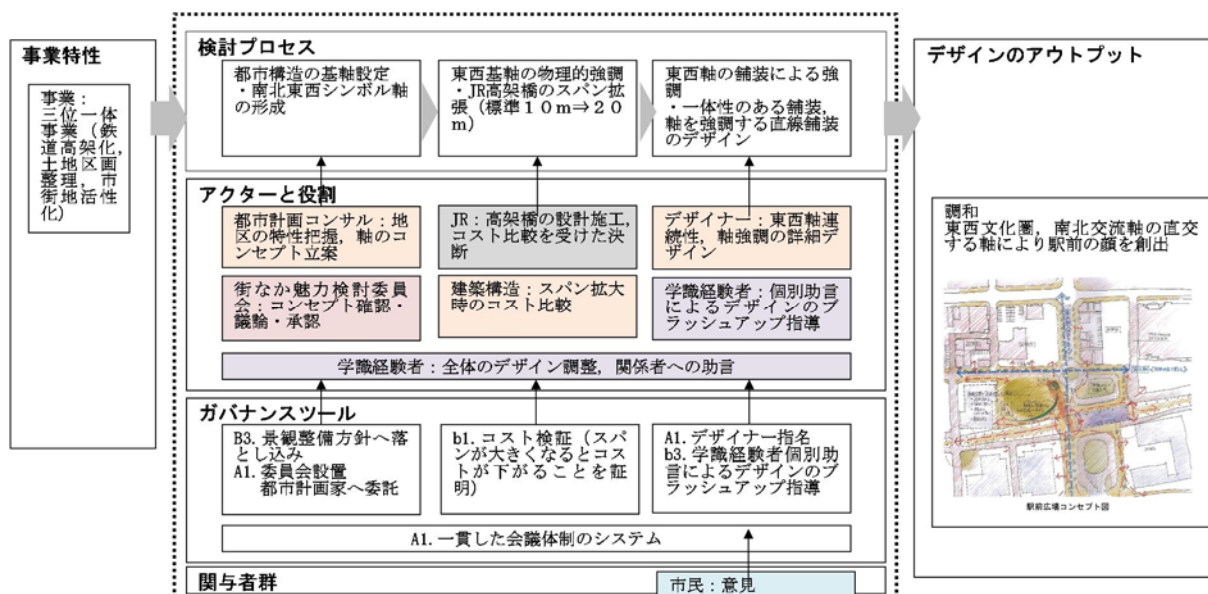 事業特性
事業：
三位一体
事業（鉄
道高架化，
土地区画
整理，市
街地活性
化）
検討プロセス
都市構造の基軸設定
・南北東西シンボル軸
の形成
東西基軸の物理的強調
・JR高架橋のスパン拡
張（標準１０m⇒２０
m）
東西軸の舗装による強
調
・一体性のある舗装，
軸を強調する直線舗装
のデザイン
アクターと役割
都市計画コンサル：地
区の特性把握，軸のコ
ンセプト立案
JR：高架橋の設計施工，
コスト比較を受けた決
断
デザイナー：東西軸連
続性，軸強調の詳細デ
ザイン
街なか魅力検討委員
会：コンセプト確認・
議論・承認
建築構造：スパン拡大
時のコスト比較
学識経験者：個別助言
によるデザインのブ
ラッシュアップ指導
学識経験者：全体のデザイン調整，関係者への助言
ガバナンスツール
B3. 景観整備方針へ落
とし込み
A1. 委員会設置
都市計画家へ委託
b1. コスト検証（スパ
ンが大きくなるとコス
トが下がることを証
明）
A1. デザイナー指名
b3. 学識経験者個別助
言によるデザインのブ
ラッシュアップ指導
A1. 一貫した会議体制のシステム
関与者群
市民：意見
デザインのアウトプット
調和
東西文化圏，南北交流軸の直交
する軸により駅前の顔を創出
駅前広場コンセプト図